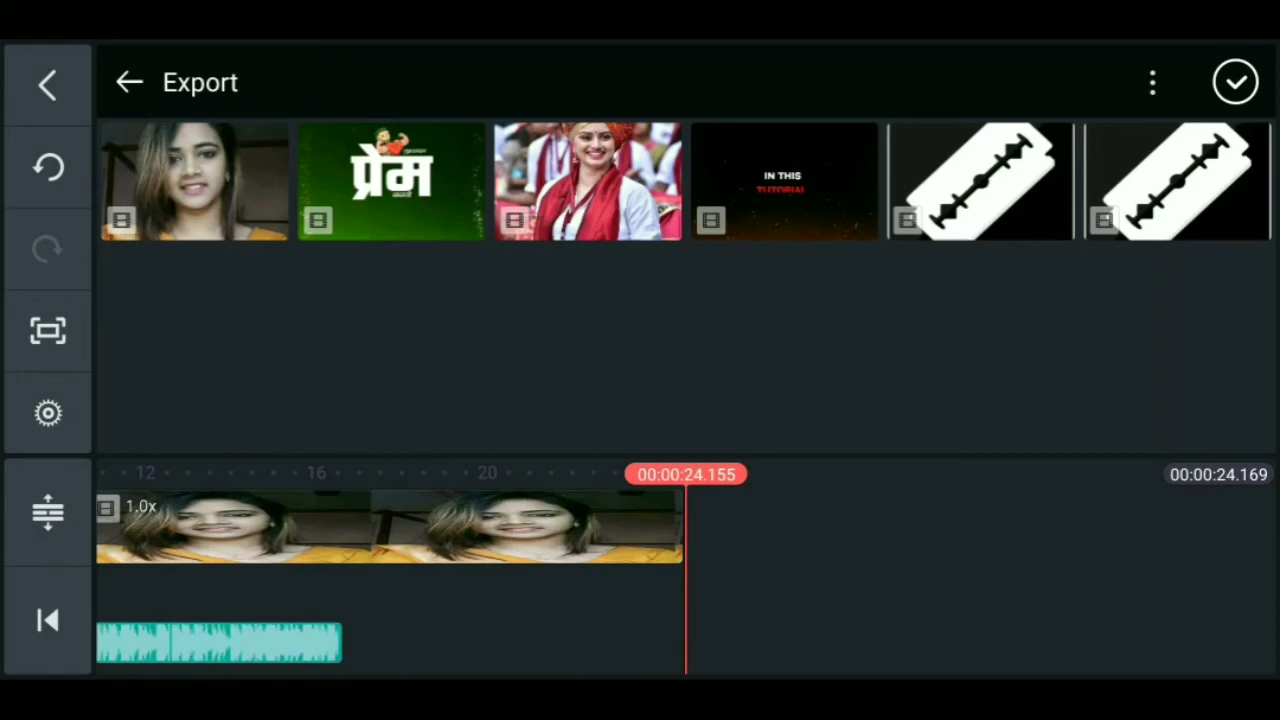 Export
प्रेम
IN THIS
TUTORIAL
12
16
20
00:00:24.155
00:00:24.169
1.0x